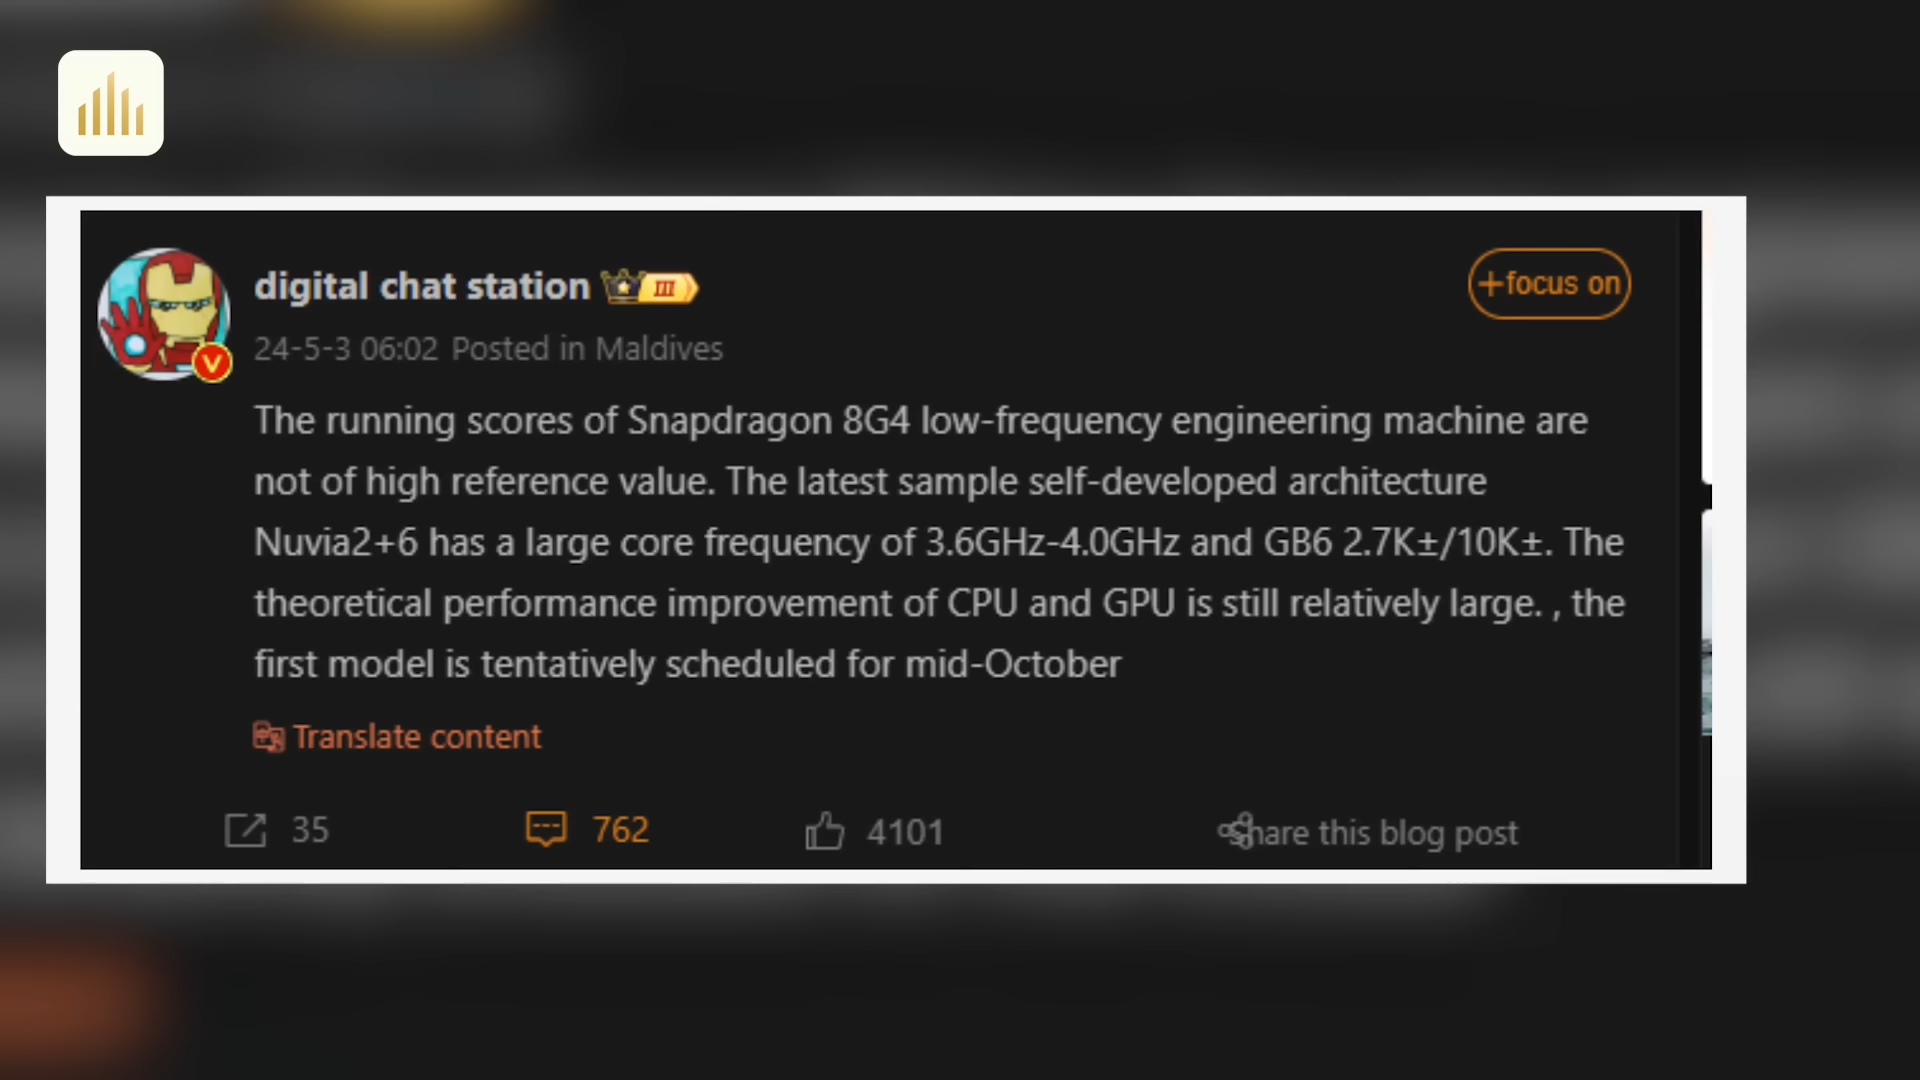 digital chat station III
+focus on
24-5-3 06:02 Posted in Maldives
V
The running scores of Snapdragon 8G4 low-frequency engineering machine are
not of high reference value. The latest sample self-developed architecture
Nuvia2+6 has a large core frequency of 3.6GHz-4.0GHz and GB6 2.7K±/10K±. The
theoretical performance improvement of CPU and GPU is still relatively large. , the
first model is tentatively scheduled for mid-October
Translate content
35 762 4101 Share this blog post